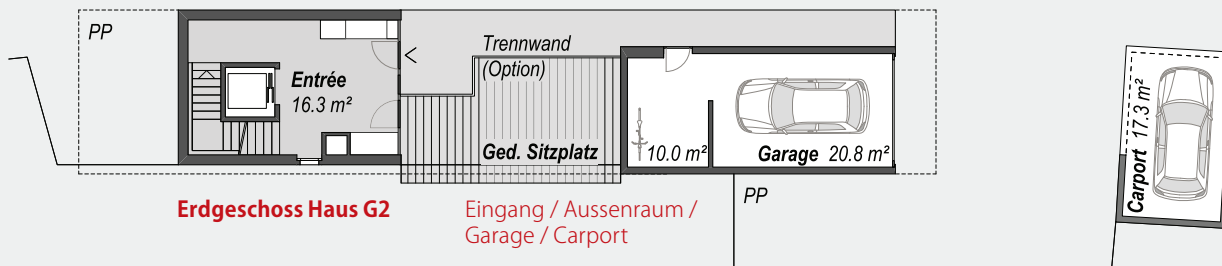 PP
Entrée
16.3 m²
Trennwand
(Option)
Ged. Sitzplatz
10.0 m²
Garage 20.8 m²
PP
Carport 17.3 m²
Erdgeschoss Haus G2
Eingang / Aussenraum /
Garage / Carport